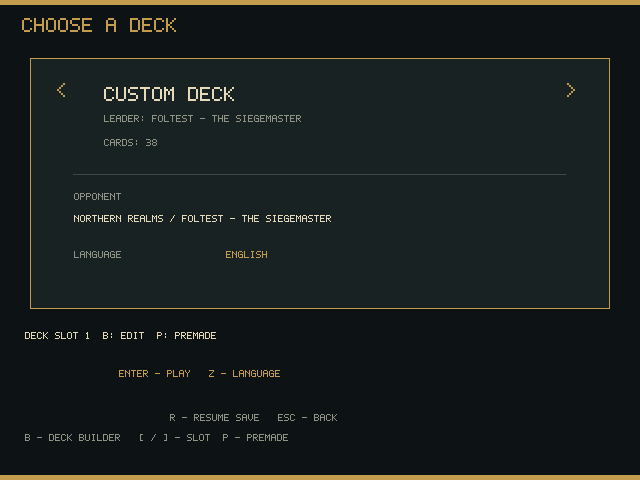 CHOOSE A DECK
< CUSTOM DECK >
LEADER: FOLTEST - THE SIEGEMASTER
CARDS: 38
OPPONENT
NORTHERN REALMS / FOLTEST - THE SIEGEMASTER
LANGUAGE ENGLISH
DECK SLOT 1 B: EDIT P: PREMADE
ENTER - PLAY Z - LANGUAGE
R - RESUME SAVE ESC - BACK
B - DECK BUILDER [ / ] - SLOT P - PREMADE